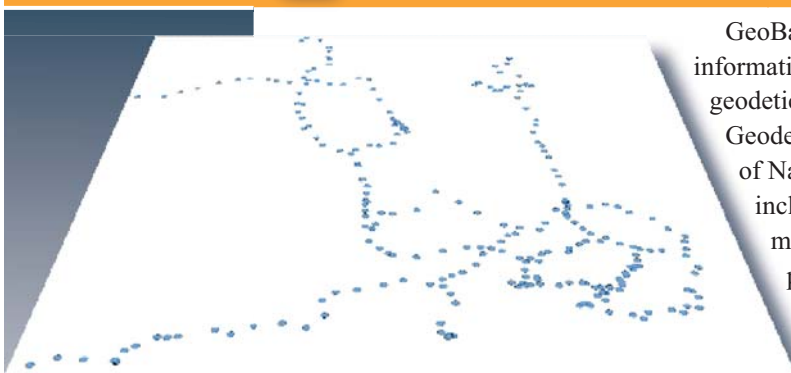 GeoBa
informati
geodetic
Geode
of Na
incl
m